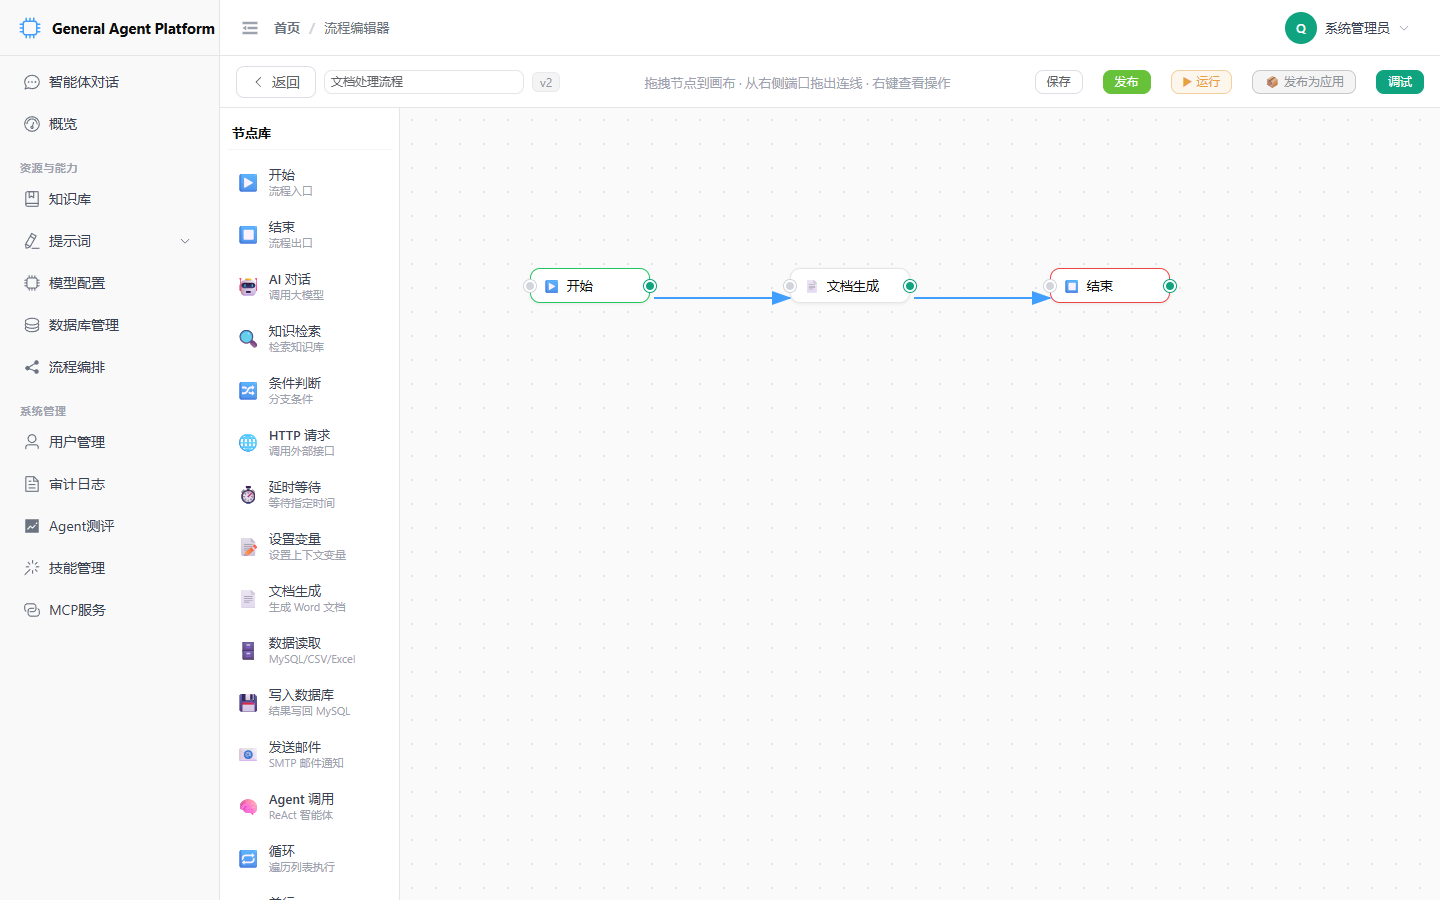 General Agent Platform
首页 / 流程编辑器
Q 系统管理员
智能体对话
概览
资源与能力
知识库
提示词
模型配置
数据库管理
流程编排
系统管理
用户管理
审计日志
Agent测评
技能管理
MCP服务
返回
文档处理流程
v2
拖拽节点到画布 · 从右侧端口拖出连线 · 右键查看操作
保存
发布
运行
发布为应用
调试
节点库
开始
流程入口
结束
流程出口
AI 对话
调用大模型
知识检索
检索知识库
条件判断
分支条件
HTTP 请求
调用外部接口
延时等待
等待指定时间
设置变量
设置上下文变量
文档生成
生成 Word 文档
数据读取
MySQL/CSV/Excel
写入数据库
结果写回 MySQL
发送邮件
SMTP 邮件通知
Agent 调用
ReAct 智能体
循环
遍历列表执行
开始
文档生成
结束